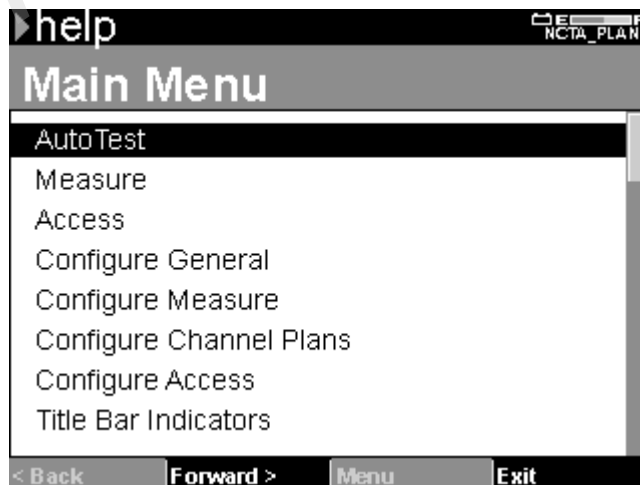 help
E F
NCTA_PLAN
Main Menu
AutoTest
Measure
Access
Configure General
Configure Measure
Configure Channel Plans
Configure Access
Title Bar Indicators
< Back Forward > Menu Exit